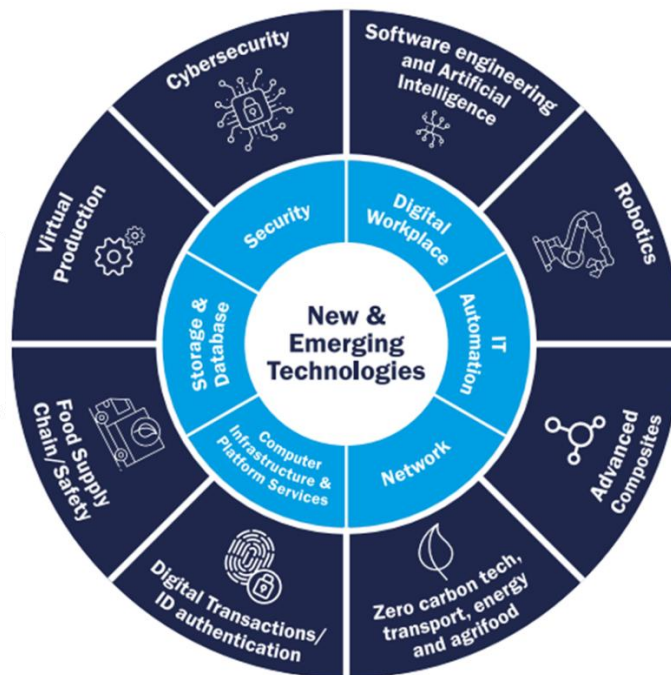 Cybersecurity
Software engineering
and Artificial
Intelligence
Robotics
Advanced
Composites
Zero carbon tech,
transport, energy
and agrifood
Digital Transactions/
ID authentication
Food Supply
Chain/Safety
Virtual
Production
Security
Digital
Workplace
IT
Automation
Network
Computer
Infrastructure &
Platform Services
Storage &
Database
New &
Emerging
Technologies